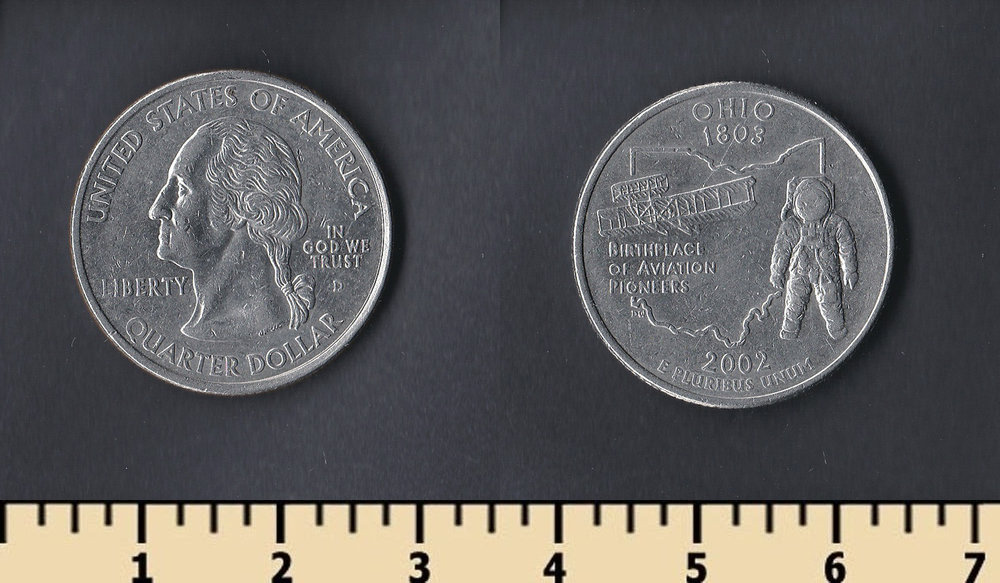 UNITED STATES OF AMERICA
LIBERTY
IN
GOD WE
TRUST
D
QUARTER DOLLAR
OHIO
1803
BIRTHPLACE
OF AVIATION
PIONEERS
2002
E PLURIBUS UNUM
1 2 3 4 5 6 7